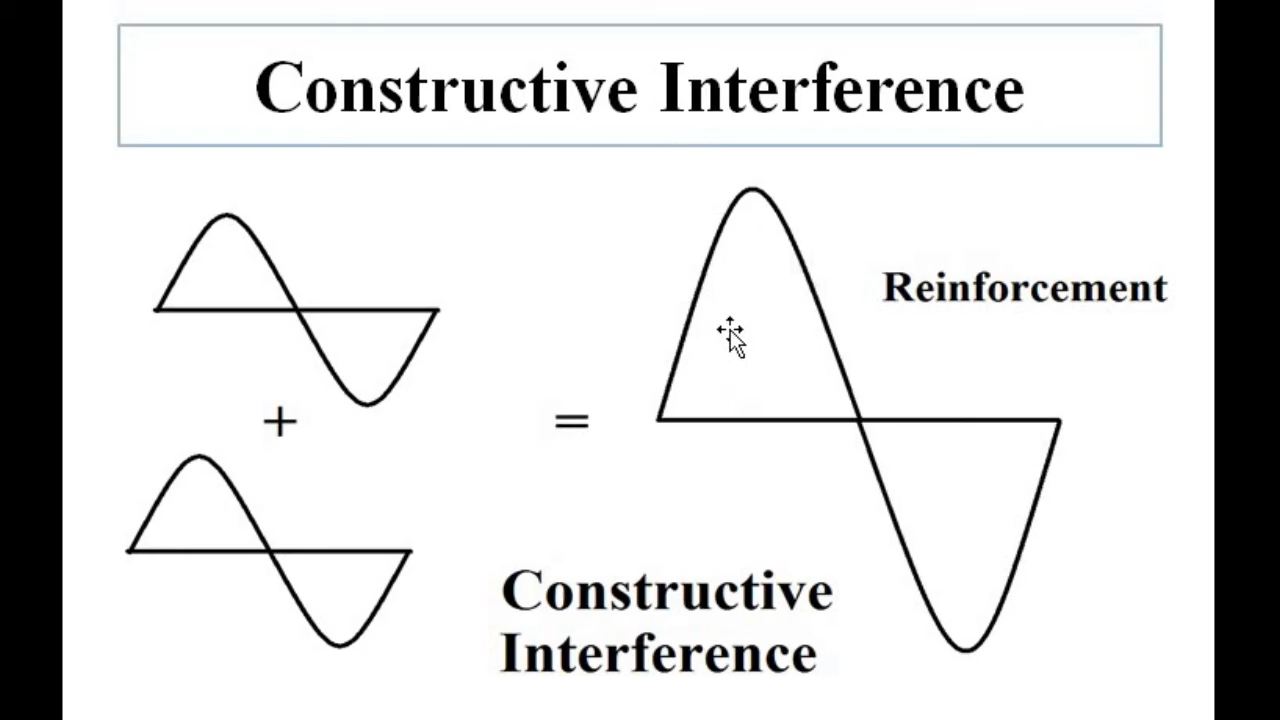 Constructive Interference
Reinforcement
+
=
Constructive
Interference